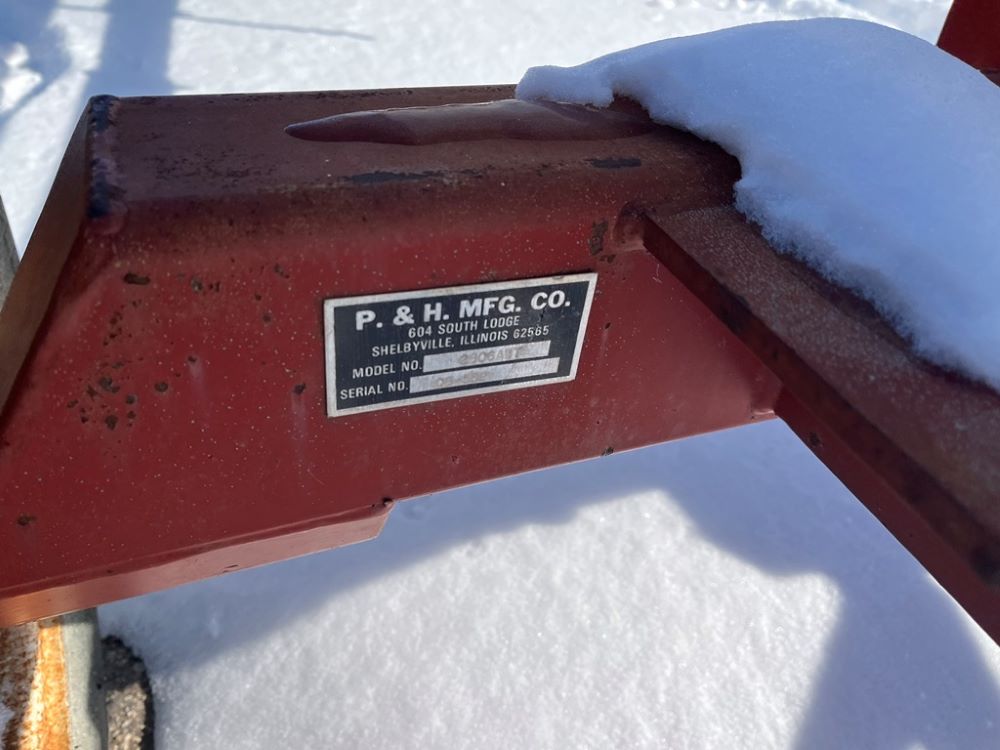 P. & H. MFG. CO.
604 SOUTH LODGE
SHELBYVILLE, ILLINOIS 62565
MODEL NO.
SERIAL NO.